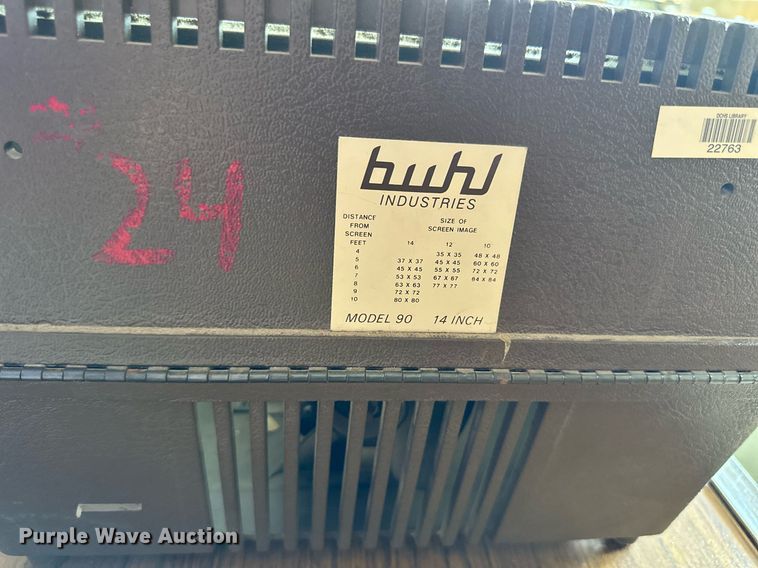 24
DDHS LIBRARY
22763
buhl
INDUSTRIES
DISTANCE FROM SCREEN FEET
SIZE OF SCREEN IMAGE
14 12 10
4 35 X 35 48 X 48
5 37 X 37 45 X 45 60 X 60
6 45 X 45 55 X 55 72 X 72
7 53 X 53 67 X 67 84 X 84
8 63 X 63 77 X 77
9 72 X 72
10 80 X 80
MODEL 90 14 INCH
Purple Wave Auction